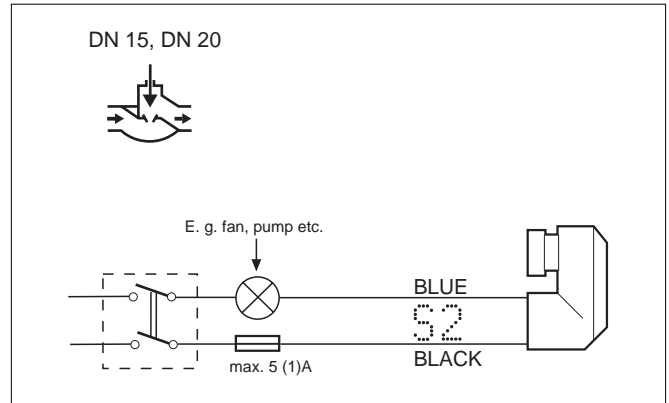 DN 15, DN 20
E. g. fan, pump etc.
BLUE
S2
BLACK
max. 5 (1)A